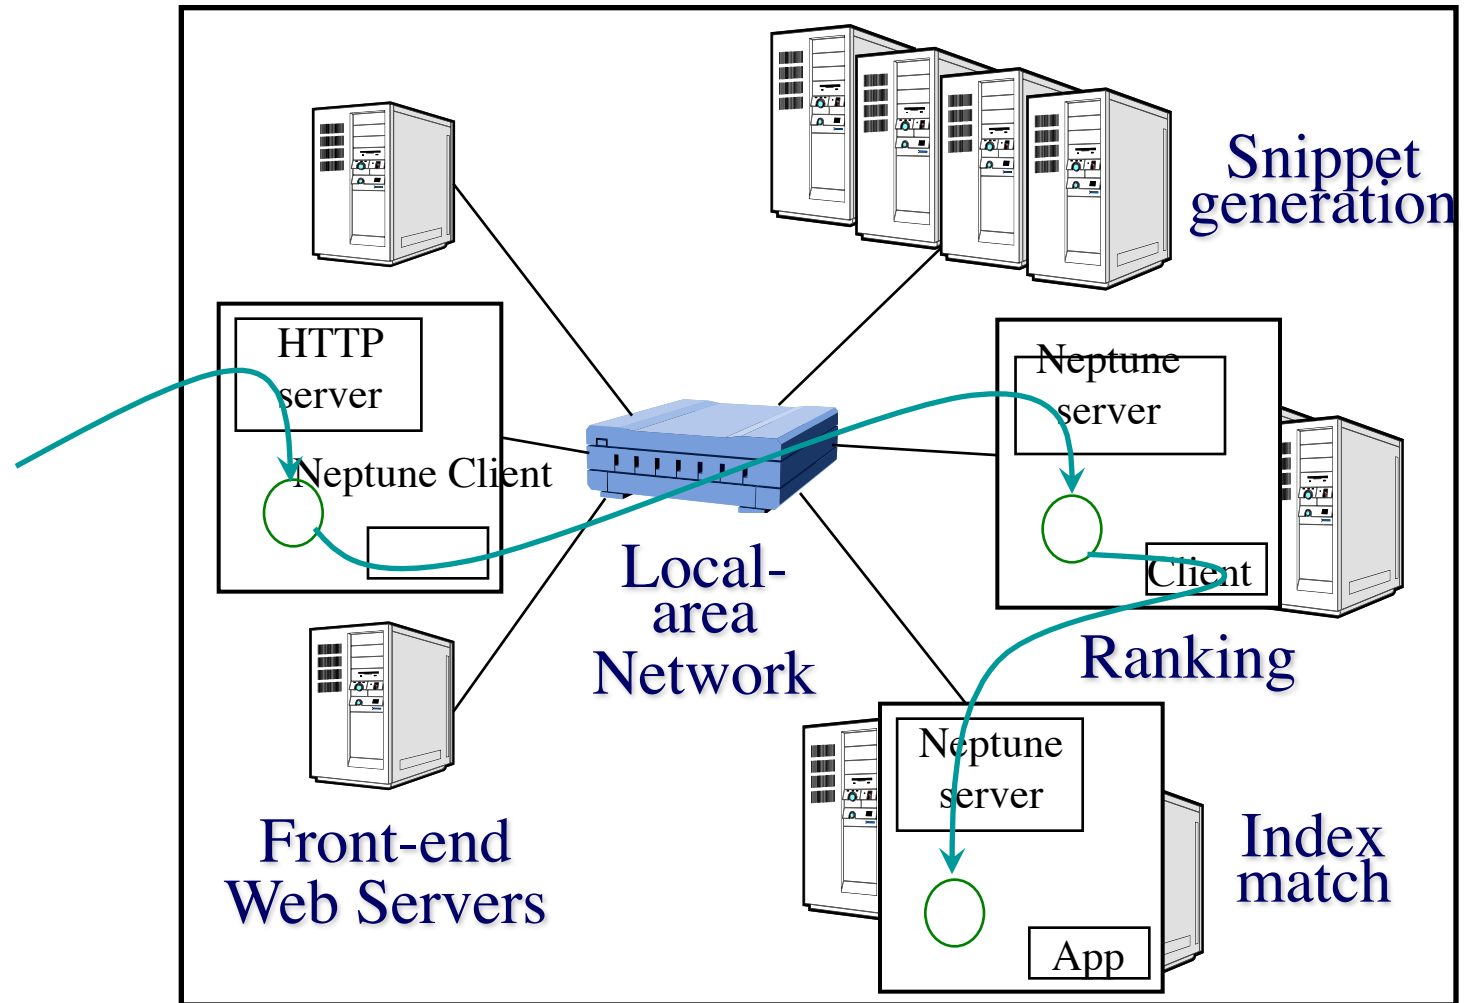 Snippet
generation
HTTP
server
Neptune Client
Neptune
server
Client
Local-
area
Network
Ranking
Neptune
server
App
Front-end
Web Servers
Index
match